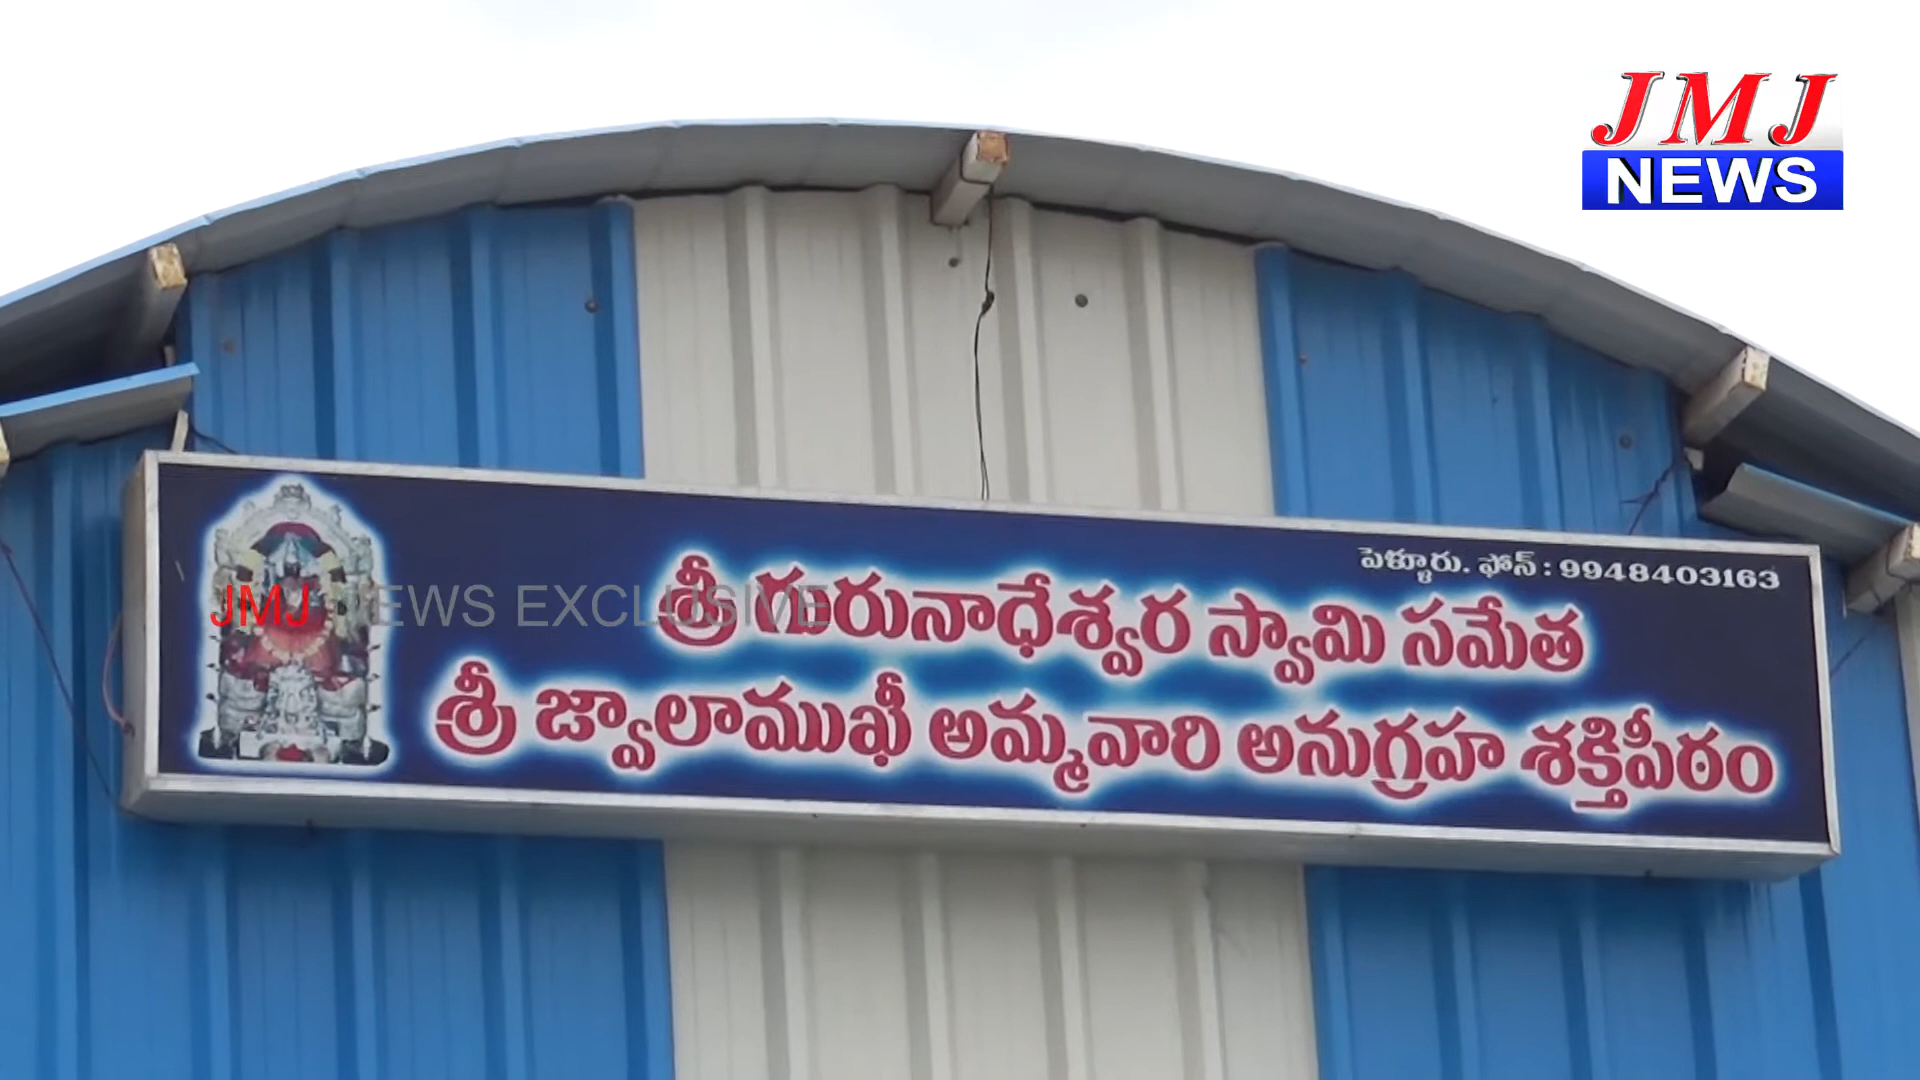 JMJ
NEWS
పెళ్ళూరు. ఫోన్ : 9948403163
శ్రీ గురునాధేశ్వర స్వామి సమేత
శ్రీ జ్వాలాముఖీ అమ్మవారి అనుగ్రహ శక్తిపీఠం
JMJ NEWS EXCLUSIVE